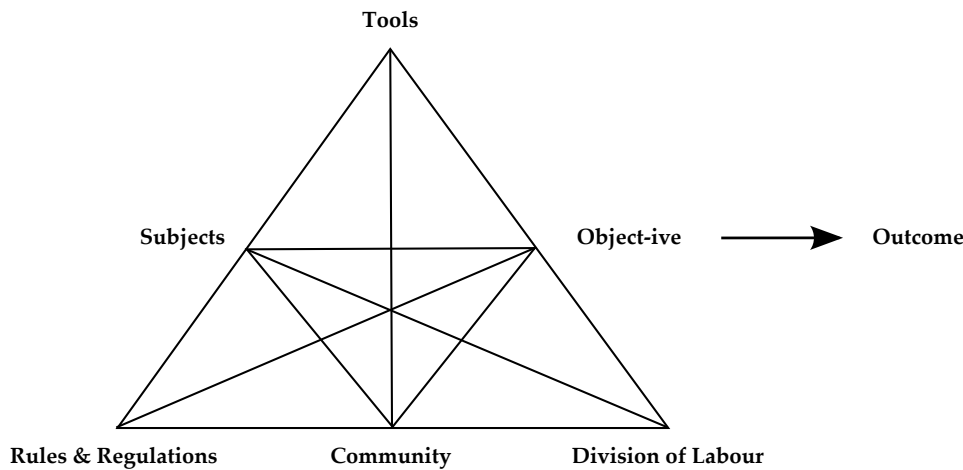 Tools
Subjects
Object-ive
Outcome
Rules & Regulations
Community
Division of Labour